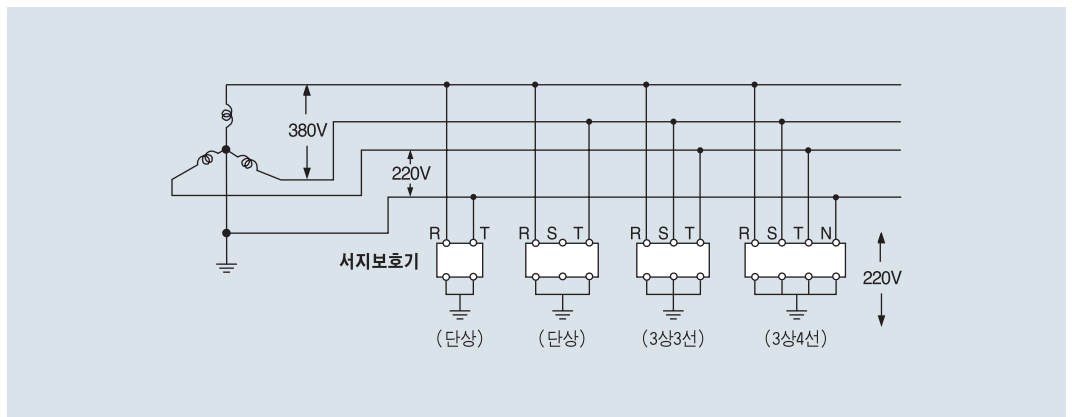 380V
220V
R T
R S T
R S T
R S T N
서지보호기
220V
(단상)
(단상)
(3상3선)
(3상4선)